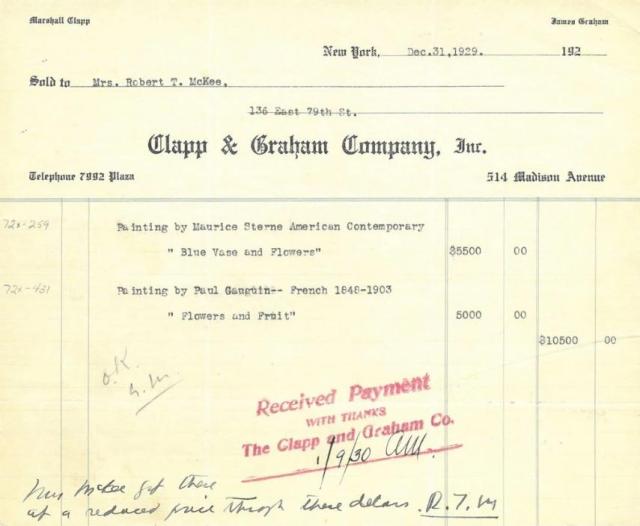 Marshall Clapp James Graham
New York, Dec.31,1929. 192
Sold to Mrs. Robert T. McKee,
136 East 79th St.
Clapp & Graham Company, Inc.
Telephone 7992 Plaza 514 Madison Avenue
72x-259 Painting by Maurice Sterne American Contemporary
" Blue Vase and Flowers" $5500 00
72x-431 Painting by Paul Gauguin-- French 1848-1903
" Flowers and Fruit" 5000 00
$10500 00
O.K.
Received Payment
WITH THANKS
The Clapp and Graham Co.
1/9/30
Mrs McKee got these
at a reduced price through these dealers. R.T.M